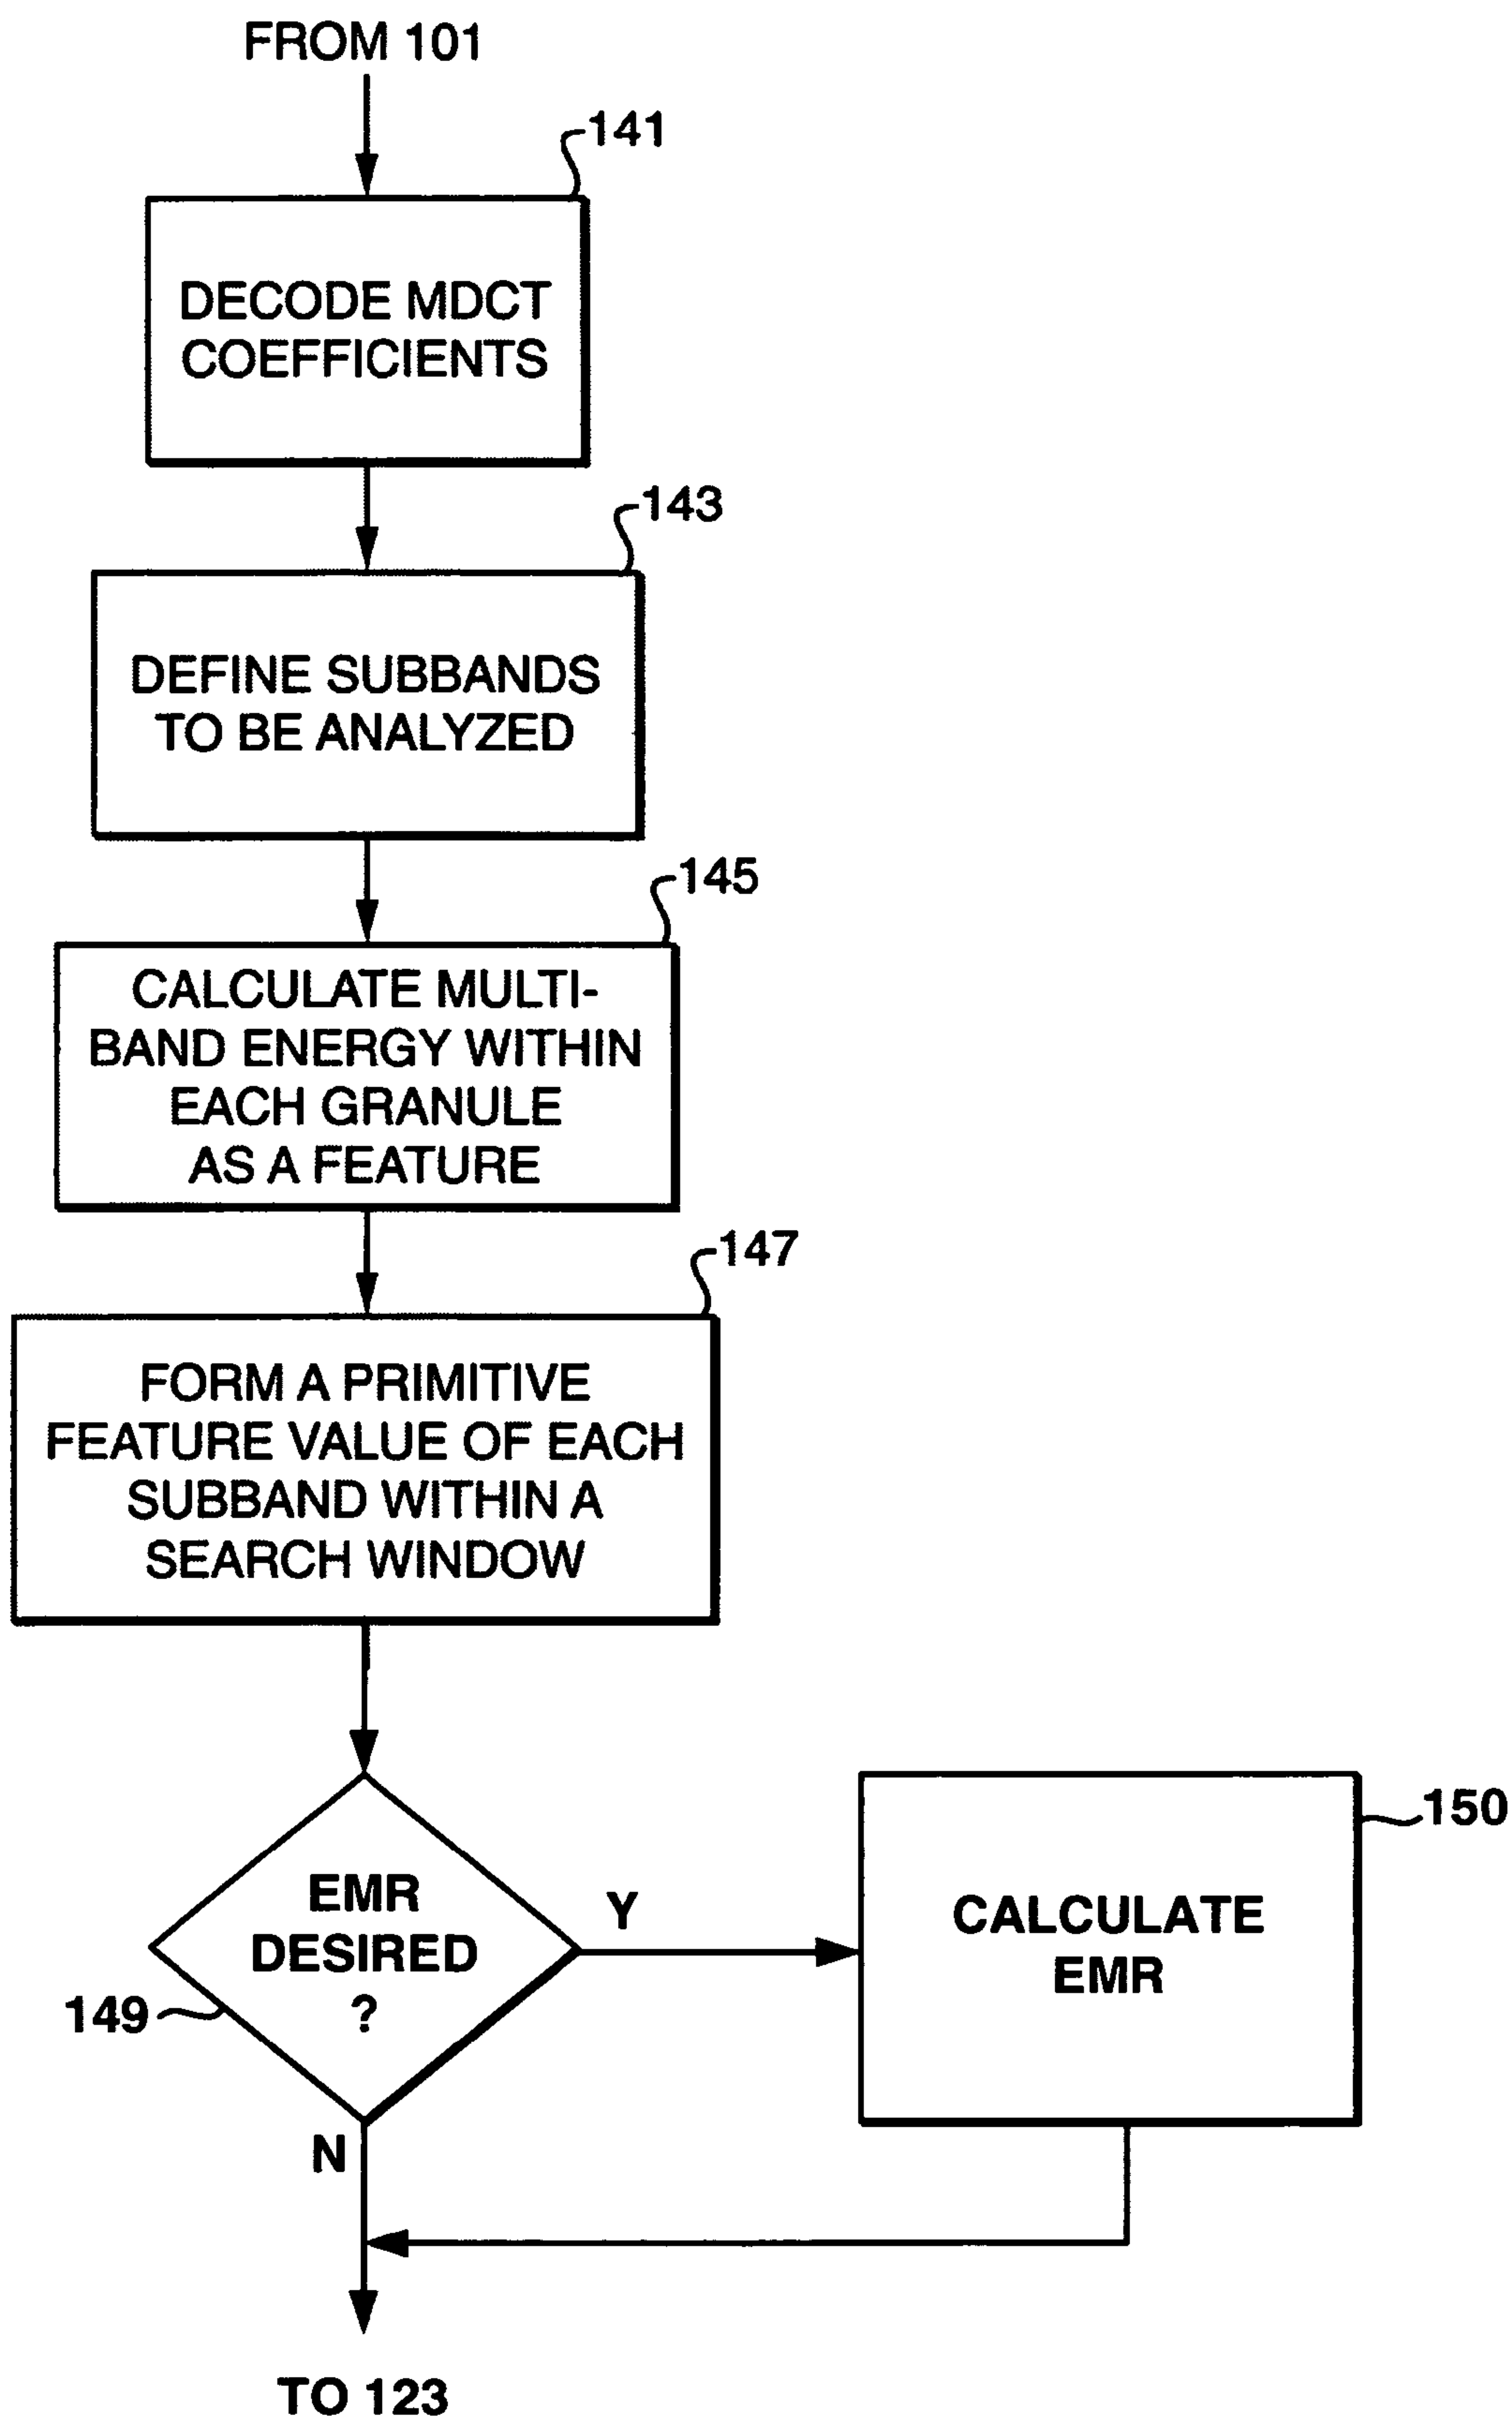 FROM 101
141
DECODE MDCT
COEFFICIENTS
143
DEFINE SUBBANDS
TO BE ANALYZED
145
CALCULATE MULTI-
BAND ENERGY WITHIN
EACH GRANULE
AS A FEATURE
147
FORM A PRIMITIVE
FEATURE VALUE OF EACH
SUBBAND WITHIN A
SEARCH WINDOW
EMR
DESIRED
?
149
Y
N
150
CALCULATE
EMR
TO 123